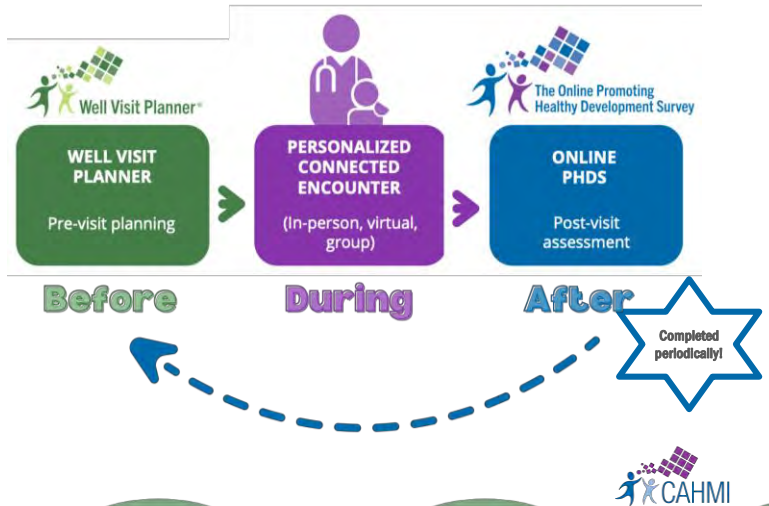 Well Visit Planner®
The Online Promoting
Healthy Development Survey
WELL VISIT
PLANNER
Pre-visit planning
PERSONALIZED
CONNECTED
ENCOUNTER
(In-person, virtual,
group)
ONLINE
PHDS
Post-visit
assessment
Before
During
After
Completed
periodically!
CAHMI